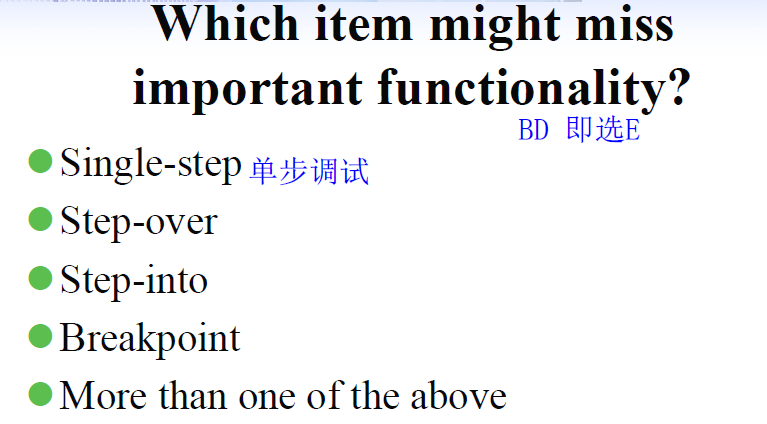 Which item might miss
important functionality?
BD 即选E
Single-step 单步调试
Step-over
Step-into
Breakpoint
More than one of the above